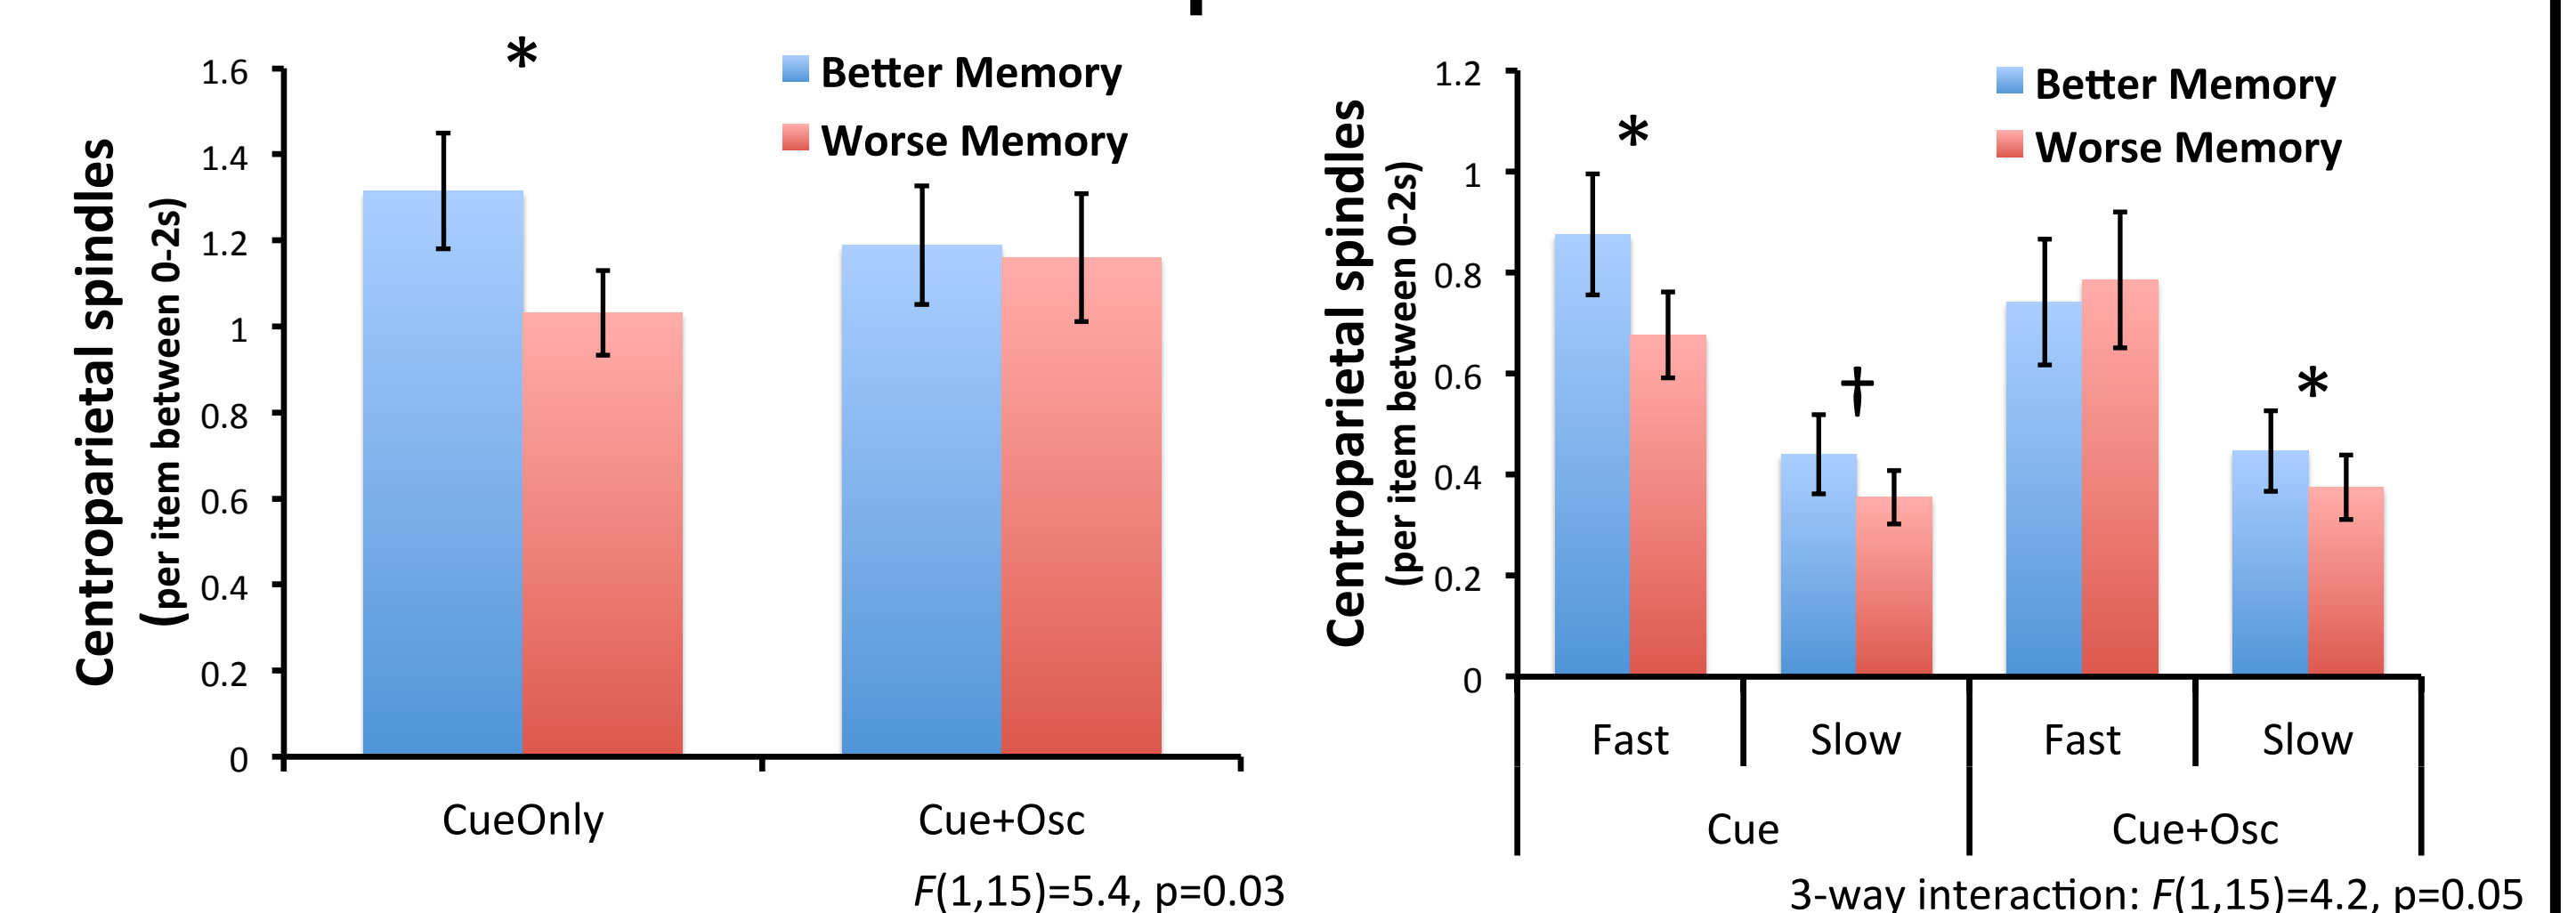 *
Better Memory
Worse Memory
Centroparietal spindles
(per item between 0-2s)
1.6
1.4
1.2
1
0.8
0.6
0.4
0.2
0
CueOnly
Cue+Osc
F(1,15)=5.4, p=0.03
Better Memory
Worse Memory
Centroparietal spindles
(per item between 0-2s)
1.2
1
0.8
0.6
0.4
0.2
0
*
†
*
Fast
Slow
Fast
Slow
Cue
Cue+Osc
3-way interaction: F(1,15)=4.2, p=0.05